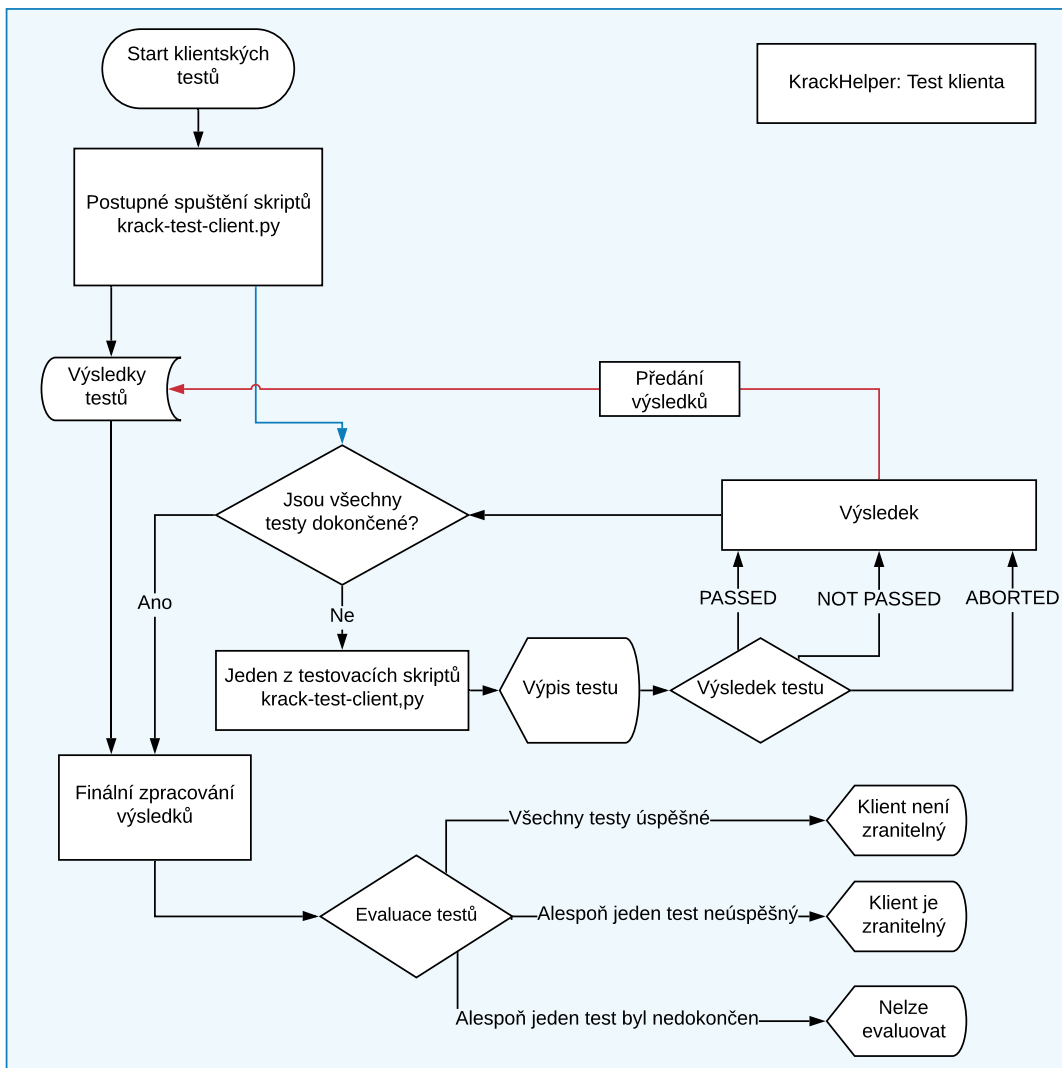 Start klientských
testů
KrackHelper: Test klienta
Postupné spuštění skriptů
krack-test-client.py
Výsledky
testů
Předání
výsledků
Jsou všechny
testy dokončené?
Výsledek
Ano
Ne
PASSED
NOT PASSED
ABORTED
Jeden z testovacích skriptů
krack-test-client,py
Výpis testu
Výsledek testu
Finální zpracování
výsledků
Všechny testy úspěšné
Klient není
zranitelný
Evaluace testů
Alespoň jeden test neúspěšný
Klient je
zranitelný
Alespoň jeden test byl nedokončen
Nelze
evaluovat